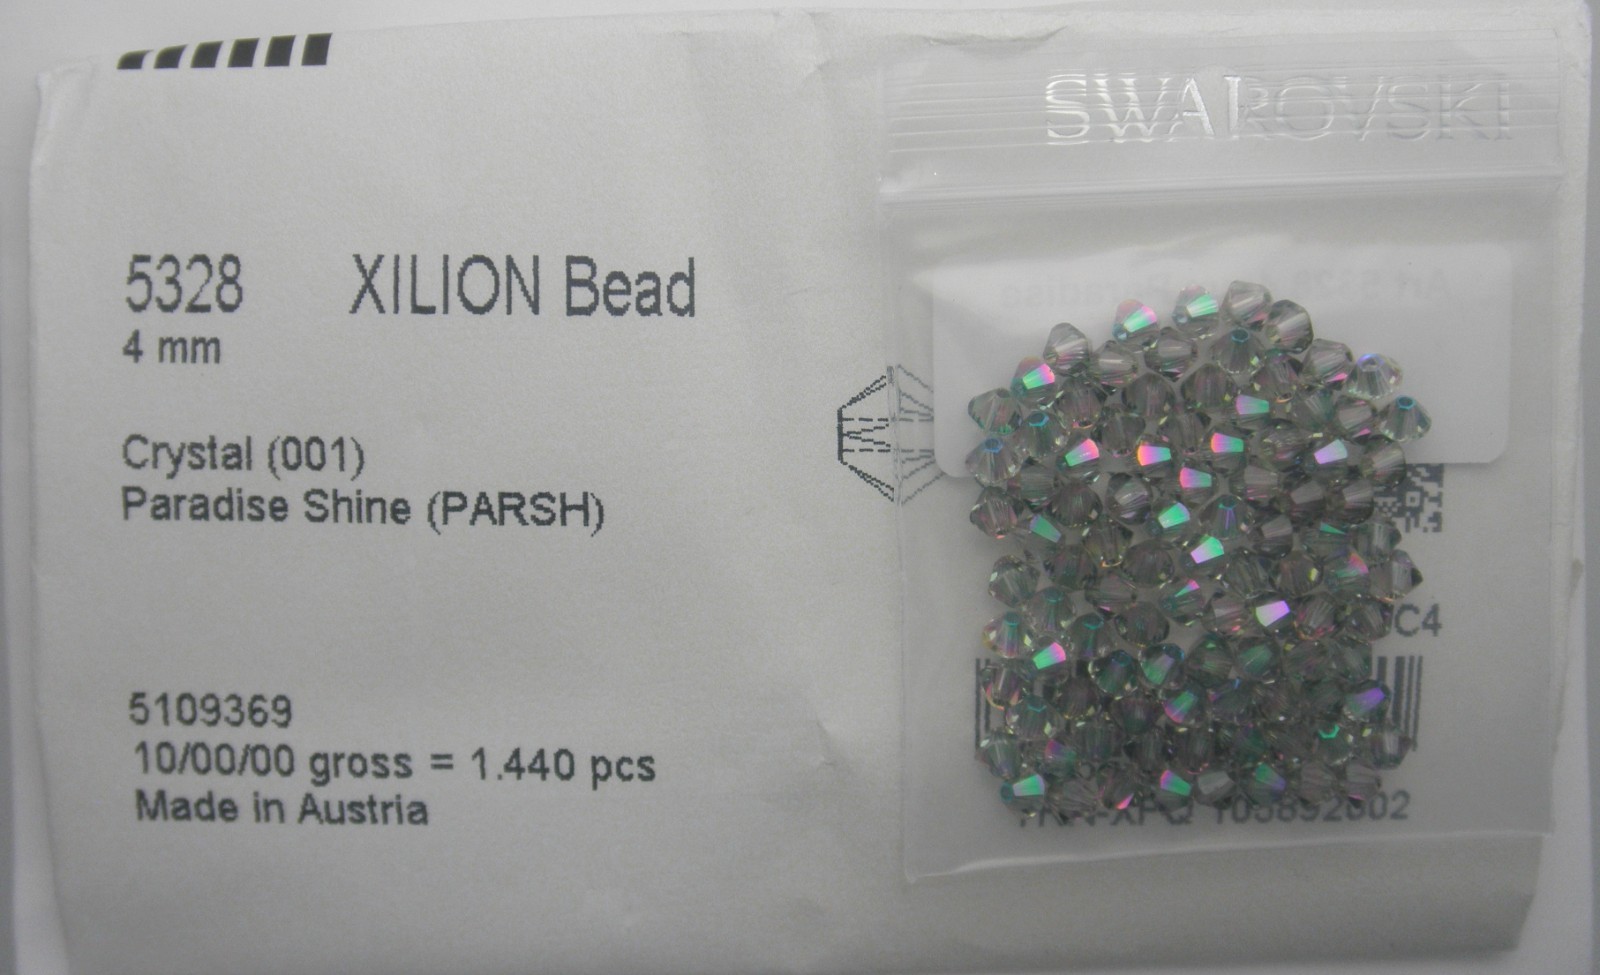 SWAROVSKI
5328 XILION Bead
4 mm
Crystal (001)
Paradise Shine (PARSH)
C4
5109369
10/00/00 gross = 1.440 pcs
Made in Austria